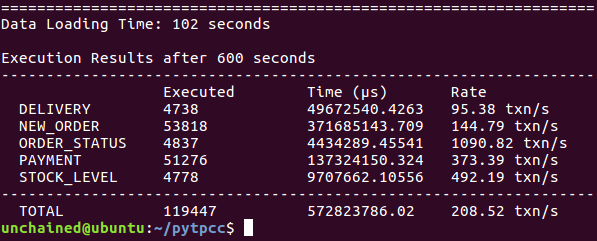 ================================================================
Data Loading Time: 102 seconds
Execution Results after 600 seconds
----------------------------------------------------------------
Executed Time (µs) Rate
DELIVERY 4738 49672540.4263 95.38 txn/s
NEW_ORDER 53818 371685143.709 144.79 txn/s
ORDER_STATUS 4837 4434289.45541 1090.82 txn/s
PAYMENT 51276 137324150.324 373.39 txn/s
STOCK_LEVEL 4778 9707662.10556 492.19 txn/s
----------------------------------------------------------------
TOTAL 119447 572823786.02 208.52 txn/s
unchained@ubuntu:~/pytpcc$